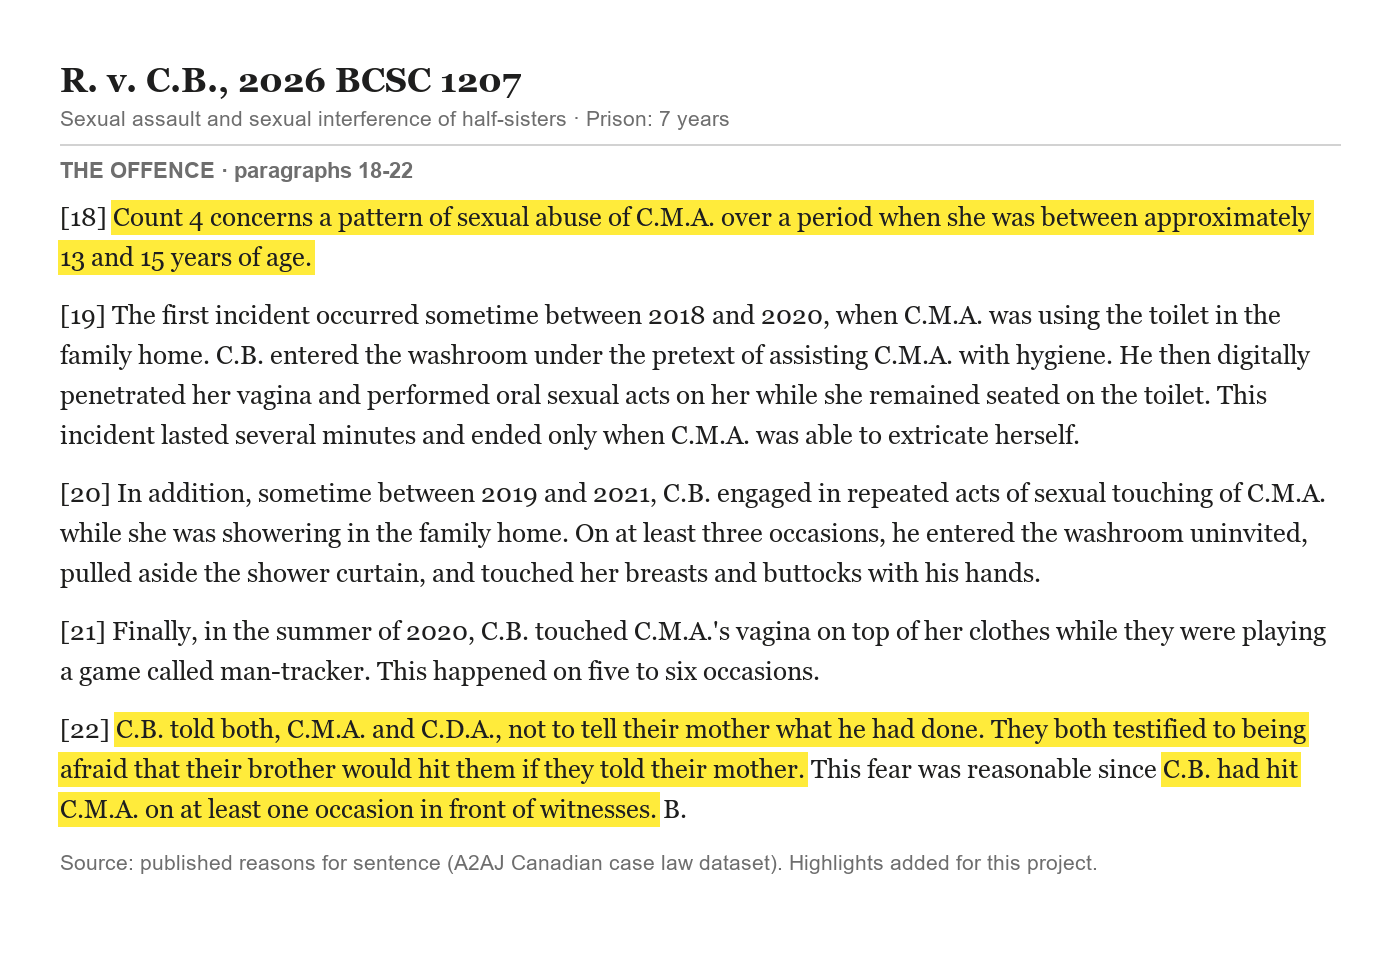 R. v. C.B., 2026 BCSC 1207
Sexual assault and sexual interference of half-sisters · Prison: 7 years
THE OFFENCE · paragraphs 18-22
[18] Count 4 concerns a pattern of sexual abuse of C.M.A. over a period when she was between approximately
13 and 15 years of age.
[19] The first incident occurred sometime between 2018 and 2020, when C.M.A. was using the toilet in the
family home. C.B. entered the washroom under the pretext of assisting C.M.A. with hygiene. He then digitally
penetrated her vagina and performed oral sexual acts on her while she remained seated on the toilet. This
incident lasted several minutes and ended only when C.M.A. was able to extricate herself.
[20] In addition, sometime between 2019 and 2021, C.B. engaged in repeated acts of sexual touching of C.M.A.
while she was showering in the family home. On at least three occasions, he entered the washroom uninvited,
pulled aside the shower curtain, and touched her breasts and buttocks with his hands.
[21] Finally, in the summer of 2020, C.B. touched C.M.A.'s vagina on top of her clothes while they were playing
a game called man-tracker. This happened on five to six occasions.
[22] C.B. told both, C.M.A. and C.D.A., not to tell their mother what he had done. They both testified to being
afraid that their brother would hit them if they told their mother. This fear was reasonable since C.B. had hit
C.M.A. on at least one occasion in front of witnesses. B.
Source: published reasons for sentence (A2AJ Canadian case law dataset). Highlights added for this project.